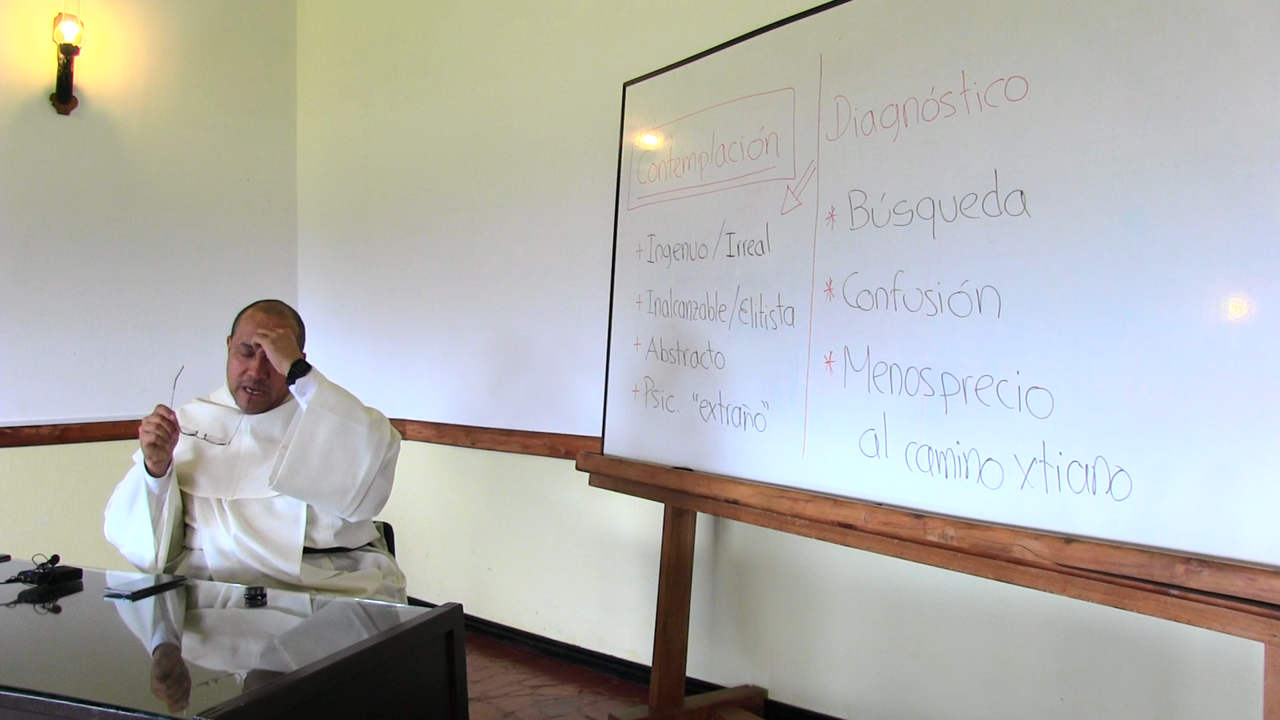 Contemplación
+ Ingenuo / Irreal
+ Inalcanzable/Elitista
+ Abstracto
+ Psic. "extraño"
Diagnóstico
* Búsqueda
* Confusión
* Menosprecio
al camino xtiano